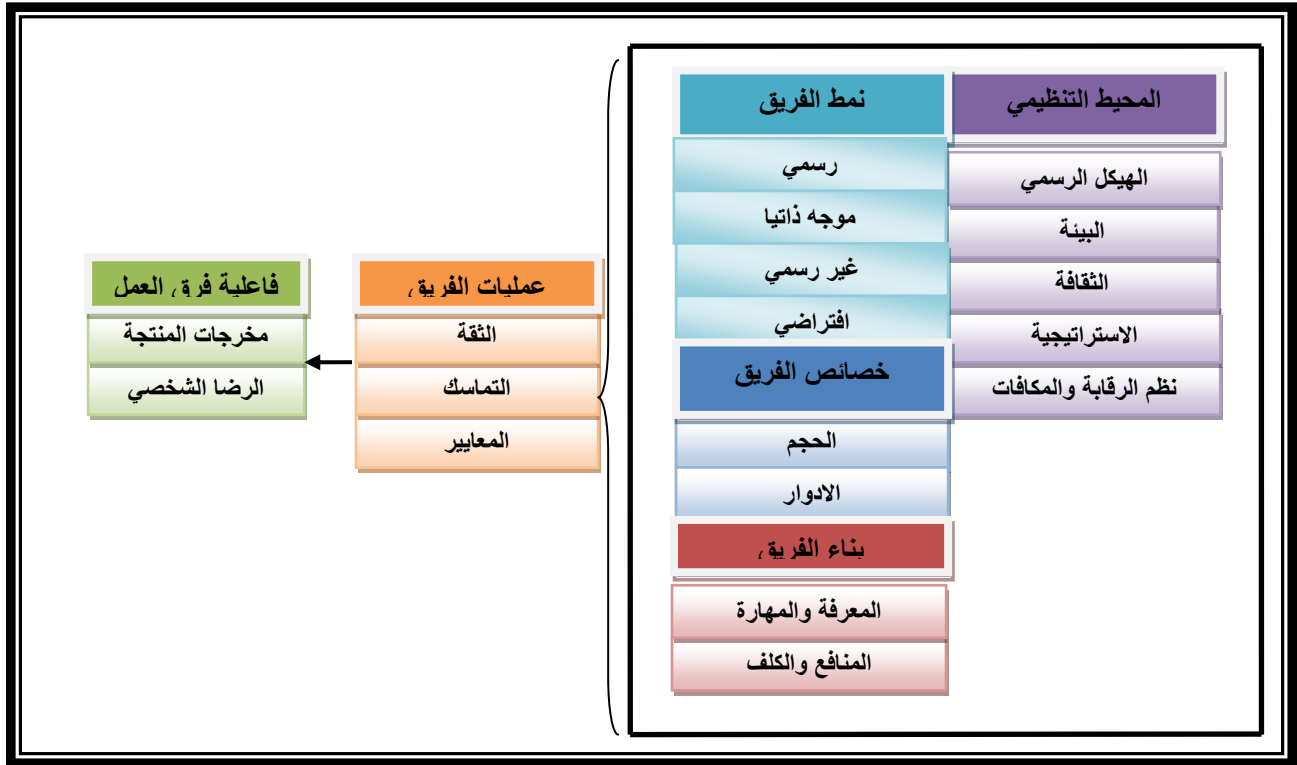 المحيط التنظيمي
الهيكل الرسمي
البيئة
الثقافة
الاستراتيجية
نظم الرقابة والمكافات
نمط الفريق
رسمي
موجه ذاتيا
غير رسمي
افتراضي
خصائص الفريق
الحجم
الادوار
بناء الفريق
المعرفة والمهارة
المنافع والكلف
عمليات الفريق
الثقة
التماسك
المعايير
فاعلية فرق العمل
مخرجات المنتجة
الرضا الشخصي